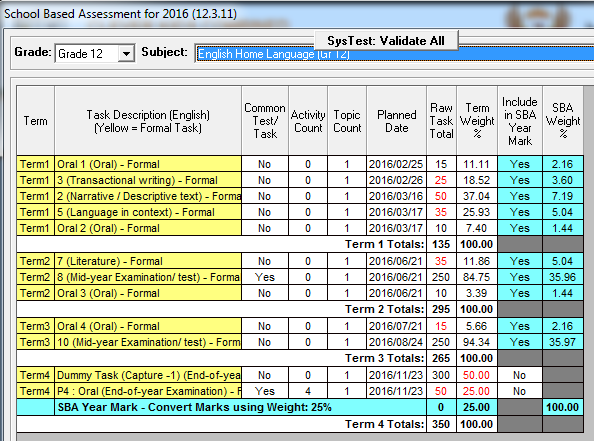 School Based Assessment for 2016 (12.3.11)
SysTest: Validate All
Grade: Grade 12 Subject: English Home Language (Gr 12)
Term Task Description (English) (Yellow = Formal Task) Common Test/ Task Activity Count Topic Count Planned Date Raw Task Total Term Weight % Include in SBA Year Mark SBA Weight %
Term1 Oral 1 (Oral) - Formal No 0 1 2016/02/25 15 11.11 Yes 2.16
Term1 3 (Transactional writing) - Formal No 0 1 2016/02/26 25 18.52 Yes 3.60
Term1 2 (Narrative / Descriptive text) - Forma No 0 1 2016/03/16 50 37.04 Yes 7.19
Term1 5 (Language in context) - Formal No 0 1 2016/03/17 35 25.93 Yes 5.04
Term1 Oral 2 (Oral) - Formal No 0 1 2016/03/17 10 7.40 Yes 1.44
Term 1 Totals: 135 100.00
Term2 7 (Literature) - Formal No 0 1 2016/06/21 35 11.86 Yes 5.04
Term2 8 (Mid-year Examination/ test) - Forma Yes 0 1 2016/06/21 250 84.75 Yes 35.96
Term2 Oral 3 (Oral) - Formal No 0 1 2016/06/21 10 3.39 Yes 1.44
Term 2 Totals: 295 100.00
Term3 Oral 4 (Oral) - Formal No 0 1 2016/07/21 15 5.66 Yes 2.16
Term3 10 (Mid-year Examination/ test) - Form No 0 1 2016/08/24 250 94.34 Yes 35.97
Term 3 Totals: 265 100.00
Term4 Dummy Task (Capture -1) (End-of-yea No 0 1 2016/11/23 300 50.00 No
Term4 P4 : Oral (End-of-year Examination) - F Yes 4 1 2016/11/23 50 25.00 No
SBA Year Mark - Convert Marks using Weight: 25% 0 25.00 100.00
Term 4 Totals: 350 100.00